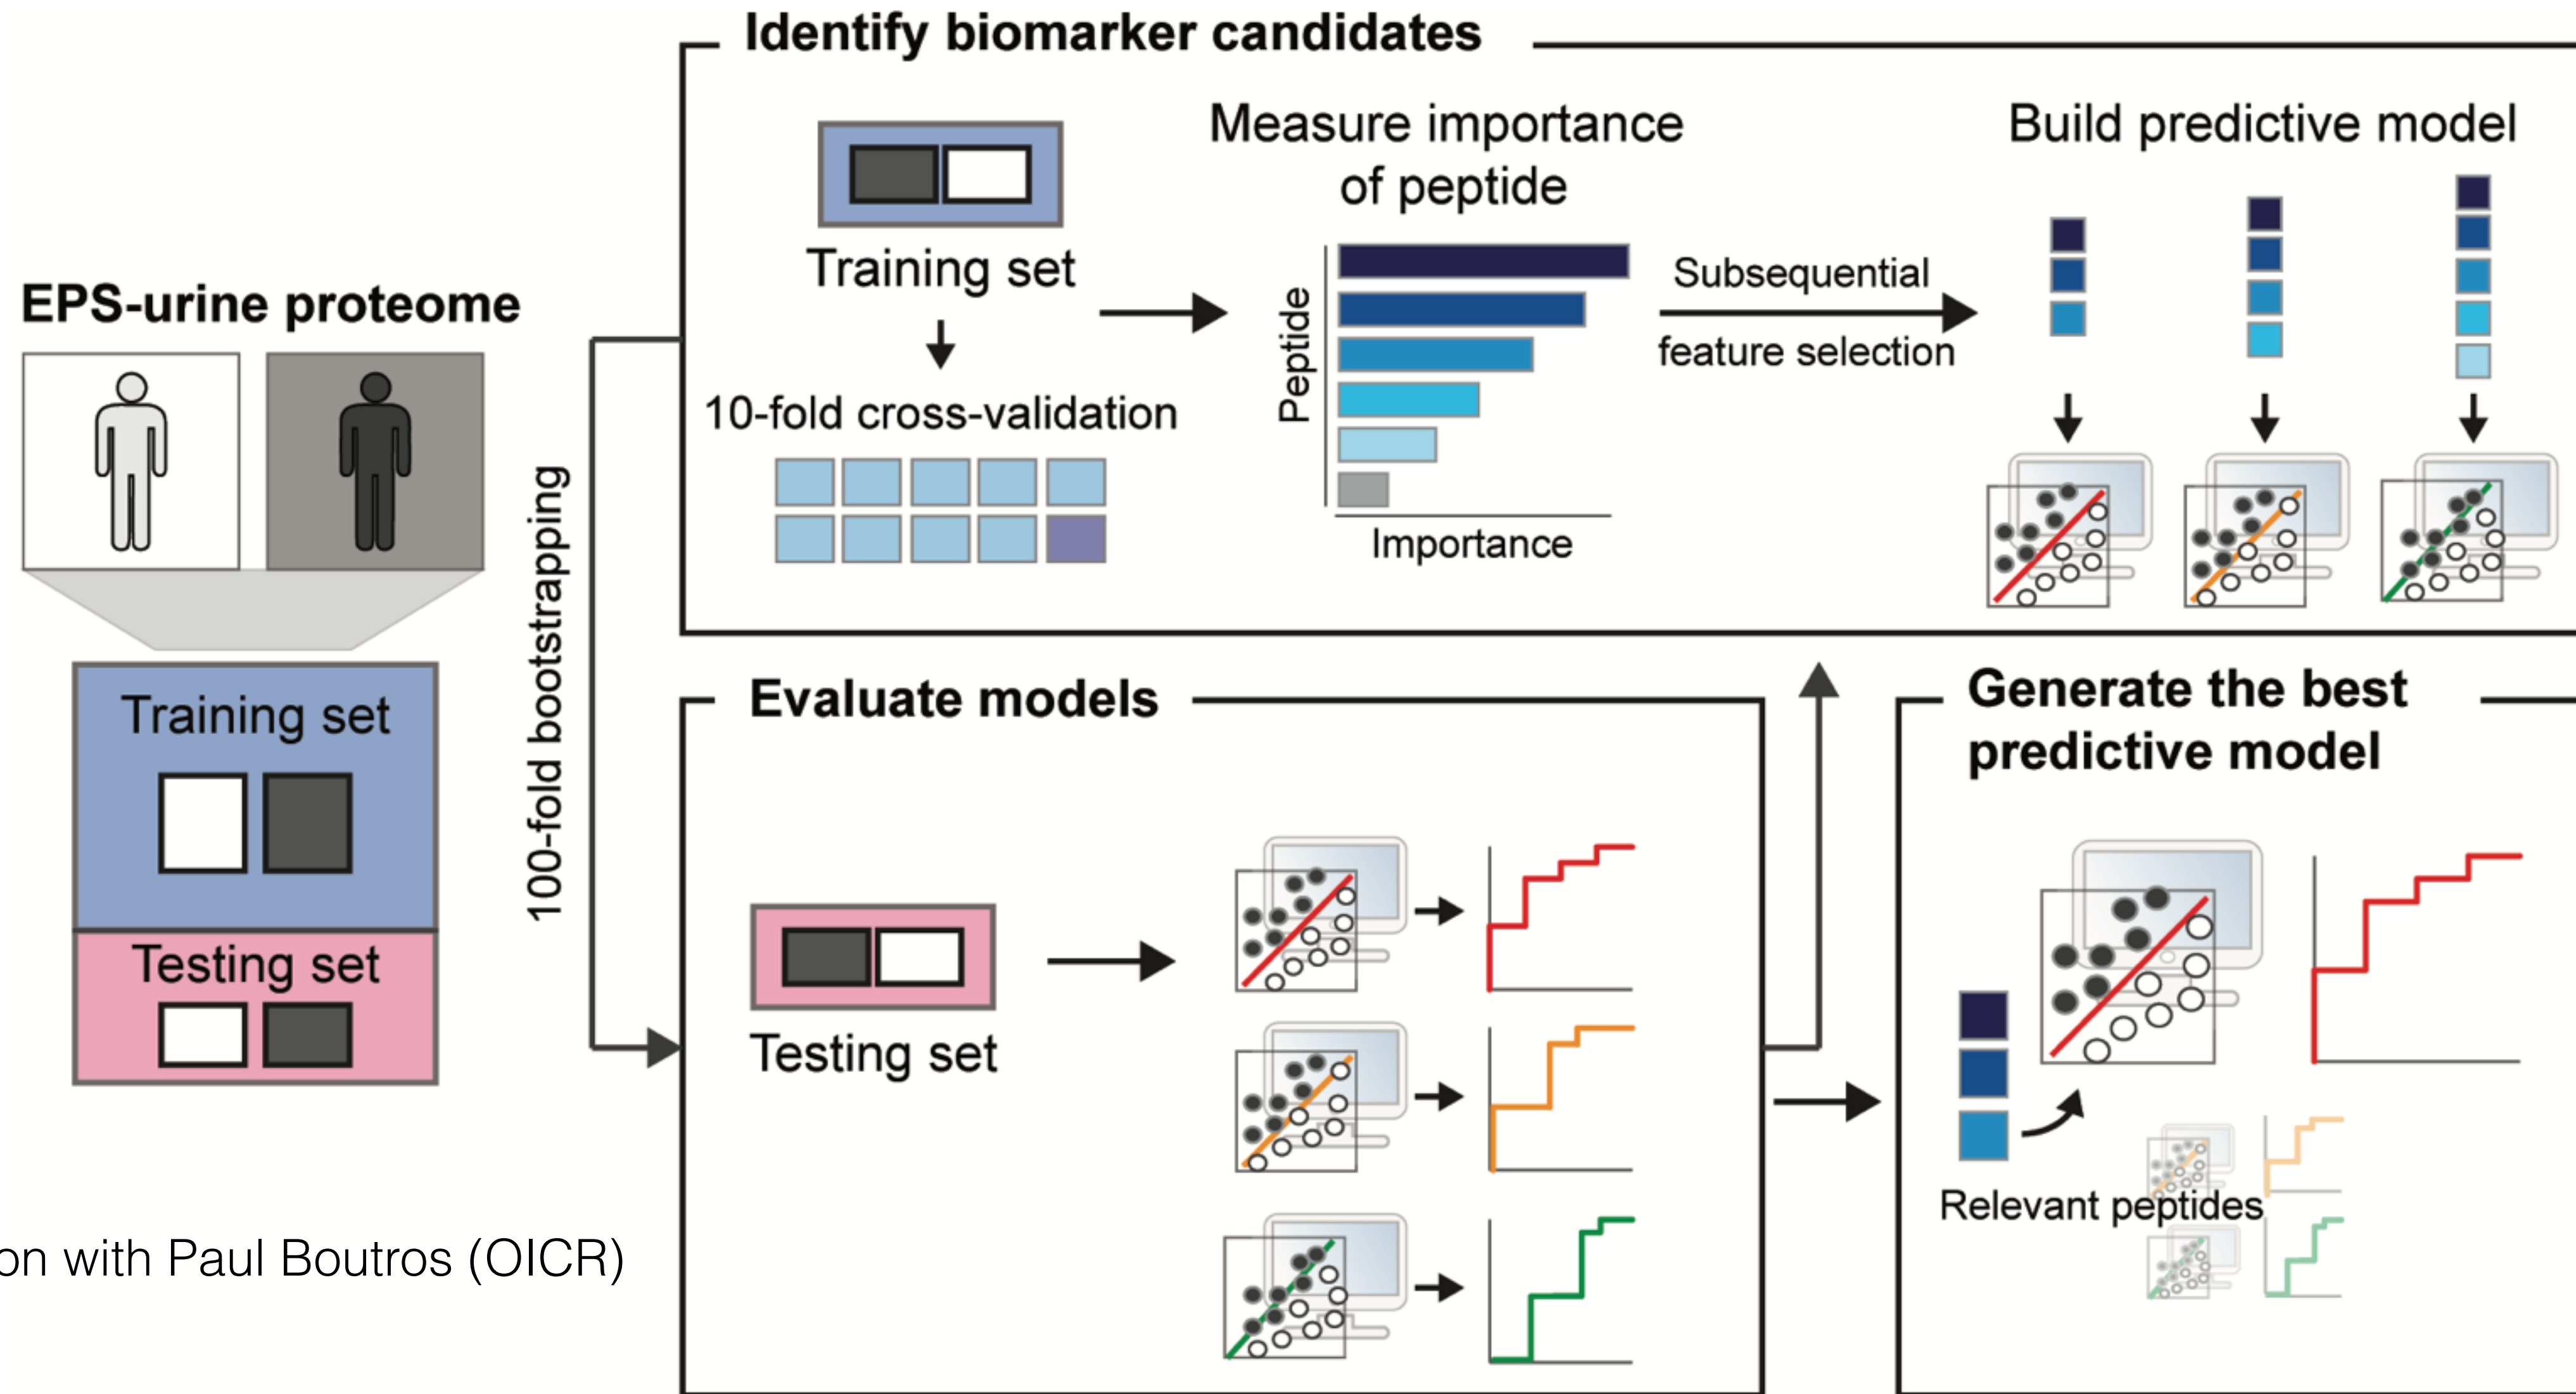 Identify biomarker candidates
Training set
10-fold cross-validation
Measure importance
of peptide
Peptide
Importance
Subsequential
feature selection
Build predictive model
EPS-urine proteome
Training set
Testing set
100-fold bootstrapping
Evaluate models
Testing set
Generate the best
predictive model
Relevant peptides
on with Paul Boutros (OICR)